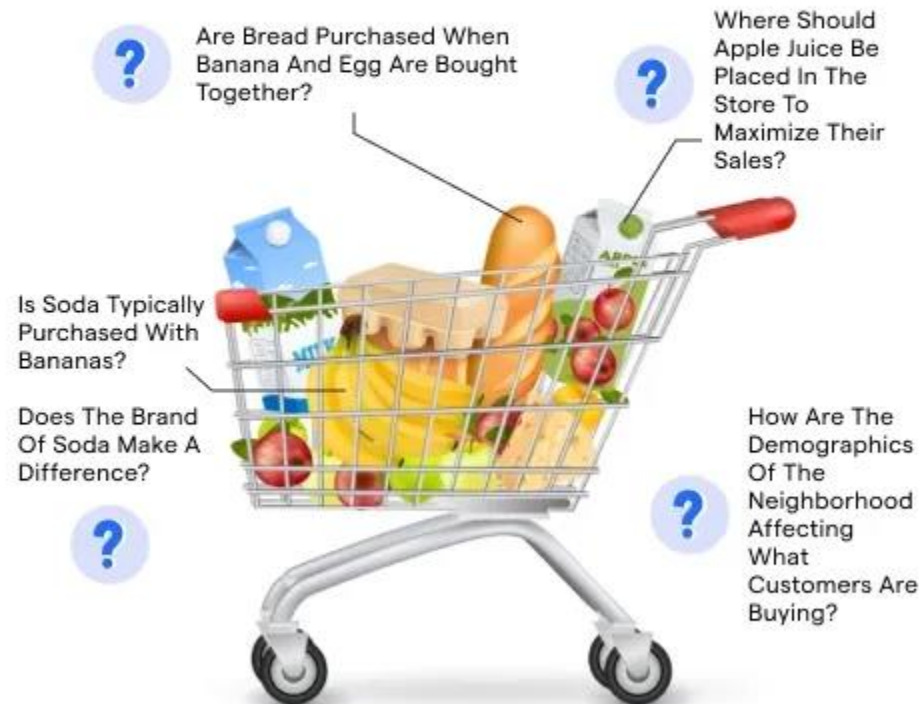 Are Bread Purchased When
Banana And Egg Are Bought
Together?
Where Should
Apple Juice Be
Placed In The
Store To
Maximize Their
Sales?
Is Soda Typically
Purchased With
Bananas?
Does The Brand
Of Soda Make A
Difference?
How Are The
Demographics
Of The
Neighborhood
Affecting
What
Customers Are
Buying?
?
?
?
?
MILK